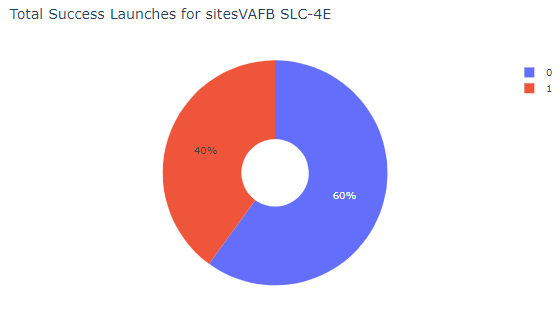 Total Success Launches for sitesVAFB SLC-4E
0
1
40%
60%